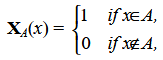 X_A(x) = { 1 if x∈A,
0 if x∉A,